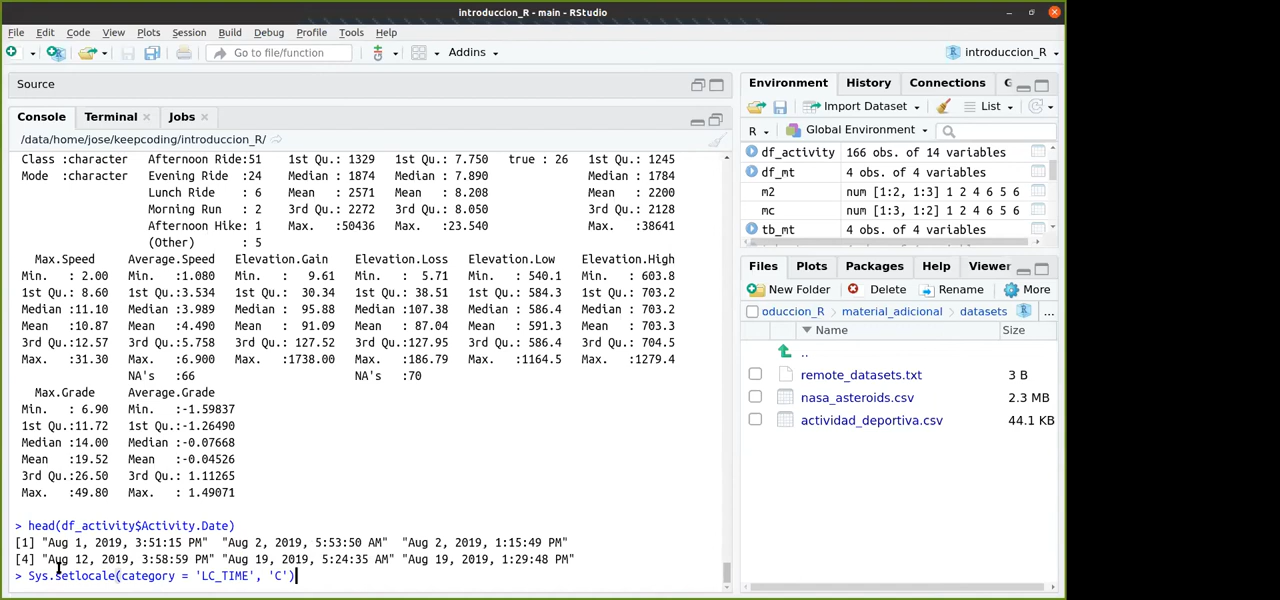 introduccion_R - main - RStudio
File Edit Code View Plots Session Build Debug Profile Tools Help
Go to file/function Addins introduccion_R
Source
Console Terminal Jobs
/data/home/jose/keepcoding/introduccion_R/
Class :character Afternoon Ride:51 1st Qu.: 1329 1st Qu.: 7.750 true : 26 1st Qu.: 1245
Mode :character Evening Ride :24 Median : 1874 Median : 7.890 Median : 1784
Lunch Ride : 6 Mean : 2571 Mean : 8.208 Mean : 2200
Morning Run : 2 3rd Qu.: 2272 3rd Qu.: 8.050 3rd Qu.: 2128
Afternoon Hike: 1 Max. :50436 Max. :23.540 Max. :38641
(Other) : 5
Max.Speed Average.Speed Elevation.Gain Elevation.Loss Elevation.Low Elevation.High
Min. : 2.00 Min. :1.080 Min. : 9.61 Min. : 5.71 Min. : 540.1 Min. : 603.8
1st Qu.: 8.60 1st Qu.:3.534 1st Qu.: 30.34 1st Qu.: 38.51 1st Qu.: 584.3 1st Qu.: 703.2
Median :11.10 Median :3.989 Median : 95.88 Median :107.38 Median : 586.4 Median : 703.2
Mean :10.87 Mean :4.490 Mean : 91.09 Mean : 87.04 Mean : 591.3 Mean : 703.3
3rd Qu.:12.57 3rd Qu.:5.758 3rd Qu.: 127.52 3rd Qu.:127.95 3rd Qu.: 586.4 3rd Qu.: 704.5
Max. :31.30 Max. :6.900 Max. :1738.00 Max. :186.79 Max. :1164.5 Max. :1279.4
NA's :66 NA's :70
Max.Grade Average.Grade
Min. : 6.90 Min. :-1.59837
1st Qu.:11.72 1st Qu.:-1.26490
Median :14.00 Median :-0.07668
Mean :19.52 Mean :-0.04526
3rd Qu.:26.50 3rd Qu.: 1.11265
Max. :49.80 Max. : 1.49071
> head(df_activity$Activity.Date)
[1] "Aug 1, 2019, 3:51:15 PM" "Aug 2, 2019, 5:53:50 AM" "Aug 2, 2019, 1:15:49 PM"
[4] "Aug 12, 2019, 3:58:59 PM" "Aug 19, 2019, 5:24:35 AM" "Aug 19, 2019, 1:29:48 PM"
> Sys.setlocale(category = 'LC_TIME', 'C')
Environment History Connections G
Import Dataset List
R Global Environment
df_activity 166 obs. of 14 variables
df_mt 4 obs. of 4 variables
m2 num [1:2, 1:3] 1 2 4 6 5 6
mc num [1:3, 1:2] 1 2 4 6 5 6
tb_mt 4 obs. of 4 variables
Files Plots Packages Help Viewer
New Folder Delete Rename More
oduccion_R material_adicional datasets ...
Name Size
..
remote_datasets.txt 3 B
nasa_asteroids.csv 2.3 MB
actividad_deportiva.csv 44.1 KB